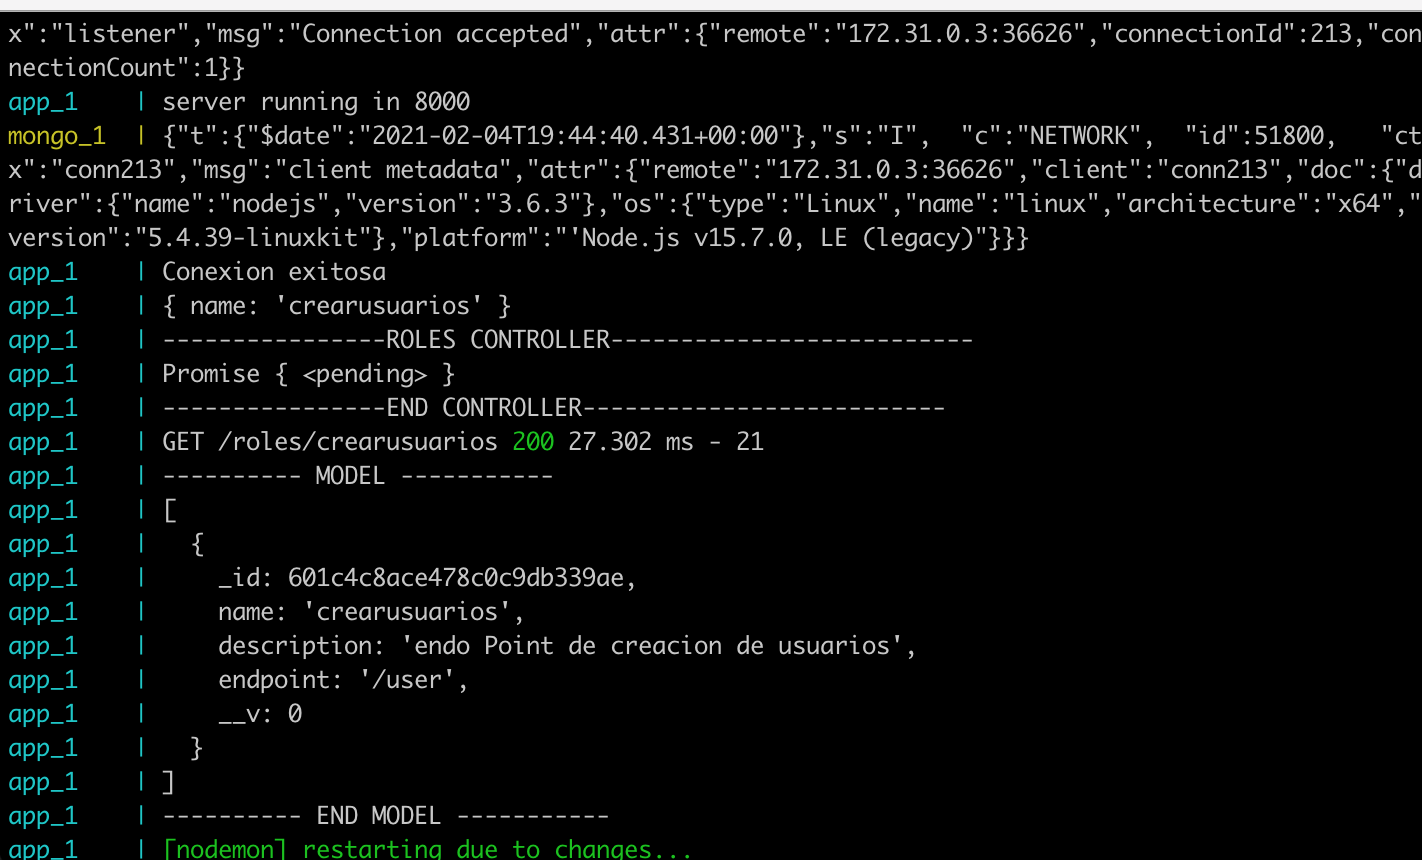 x":"listener","msg":"Connection accepted","attr":{"remote":"172.31.0.3:36626","connectionId":213,"con
nectionCount":1}}
app_1    | server running in 8000
mongo_1  | {"t":{"$date":"2021-02-04T19:44:40.431+00:00"},"s":"I",  "c":"NETWORK",  "id":51800,   "ct
x":"conn213","msg":"client metadata","attr":{"remote":"172.31.0.3:36626","client":"conn213","doc":{"d
river":{"name":"nodejs","version":"3.6.3"},"os":{"type":"Linux","name":"linux","architecture":"x64","
version":"5.4.39-linuxkit"},"platform":"'Node.js v15.7.0, LE (legacy)"}}}
app_1    | Conexion exitosa
app_1    | { name: 'crearusuarios' }
app_1    | ----------------ROLES CONTROLLER--------------------------
app_1    | Promise { <pending> }
app_1    | ----------------END CONTROLLER--------------------------
app_1    | GET /roles/crearusuarios 200 27.302 ms - 21
app_1    | ---------- MODEL -----------
app_1    | [
app_1    |   {
app_1    |     _id: 601c4c8ace478c0c9db339ae,
app_1    |     name: 'crearusuarios',
app_1    |     description: 'endo Point de creacion de usuarios',
app_1    |     endpoint: '/user',
app_1    |     __v: 0
app_1    |   }
app_1    | ]
app_1    | ---------- END MODEL -----------
app_1    | [nodemon] restarting due to changes...